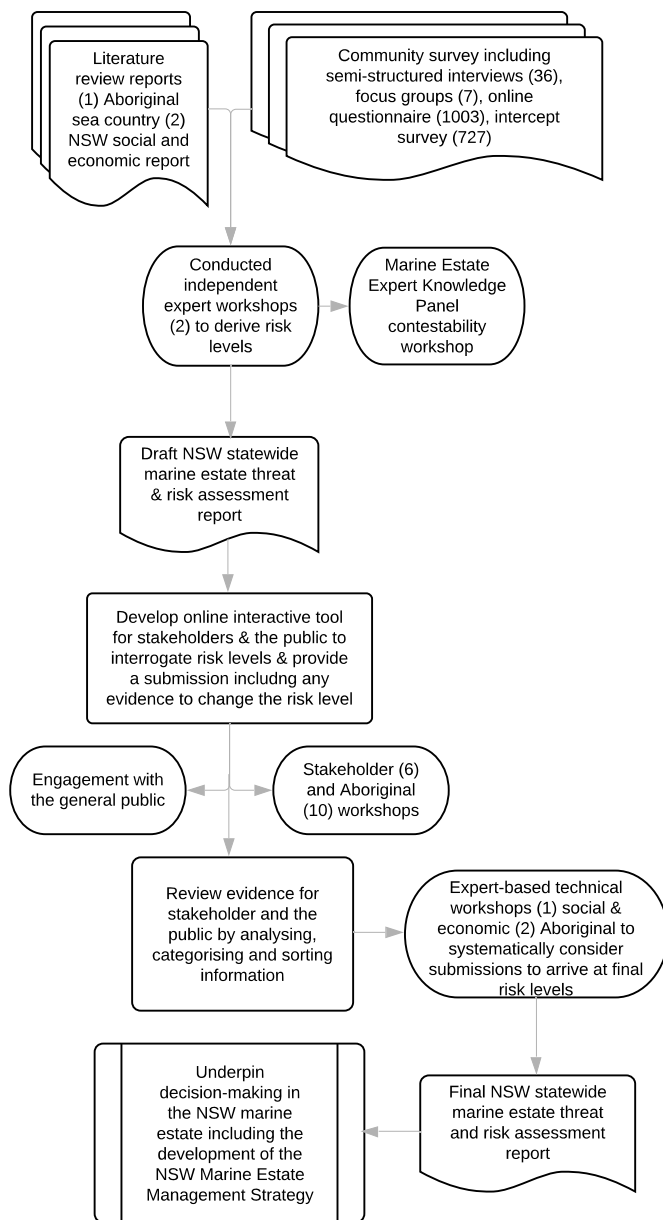 Literature
review reports
(1) Aboriginal
sea country (2)
NSW social and
economic report
Community survey including
semi-structured interviews (36),
focus groups (7), online
questionnaire (1003), intercept
survey (727)
Conducted
independent
expert workshops
(2) to derive risk
levels
Marine Estate
Expert Knowledge
Panel
contestability
workshop
Draft NSW statewide
marine estate threat
& risk assessment
report
Develop online interactive tool
for stakeholders & the public to
interrogate risk levels & provide
a submission includng any
evidence to change the risk level
Engagement with
the general public
Stakeholder (6)
and Aboriginal
(10) workshops
Review evidence for
stakeholder and the
public by analysing,
categorising and sorting
information
Expert-based technical
workshops (1) social &
economic (2) Aboriginal to
systematically consider
submissions to arrive at final
risk levels
Underpin
decision-making in
the NSW marine
estate including the
development of the
NSW Marine Estate
Management Strategy
Final NSW statewide
marine estate threat
and risk assessment
report